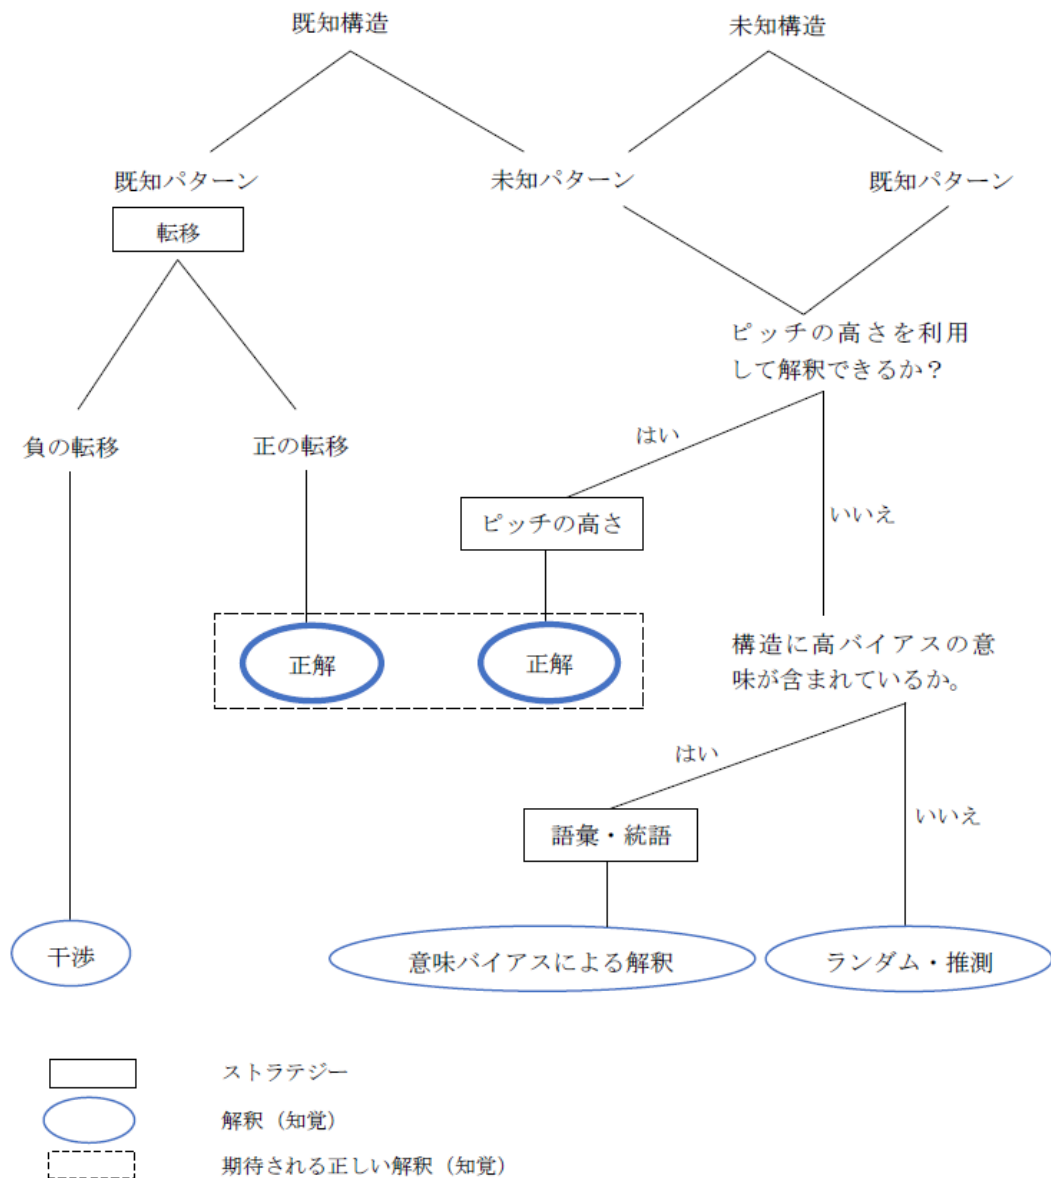 既知構造
未知構造
既知パターン
未知パターン
既知パターン
転移
ピッチの高さを利用
して解釈できるか？
負の転移
正の転移
はい
ピッチの高さ
いいえ
正解
正解
構造に高バイアスの意
味が含まれているか。
はい
語彙・統語
いいえ
干渉
意味バイアスによる解釈
ランダム・推測
ストラテジー
解釈（知覚）
期待される正しい解釈（知覚）